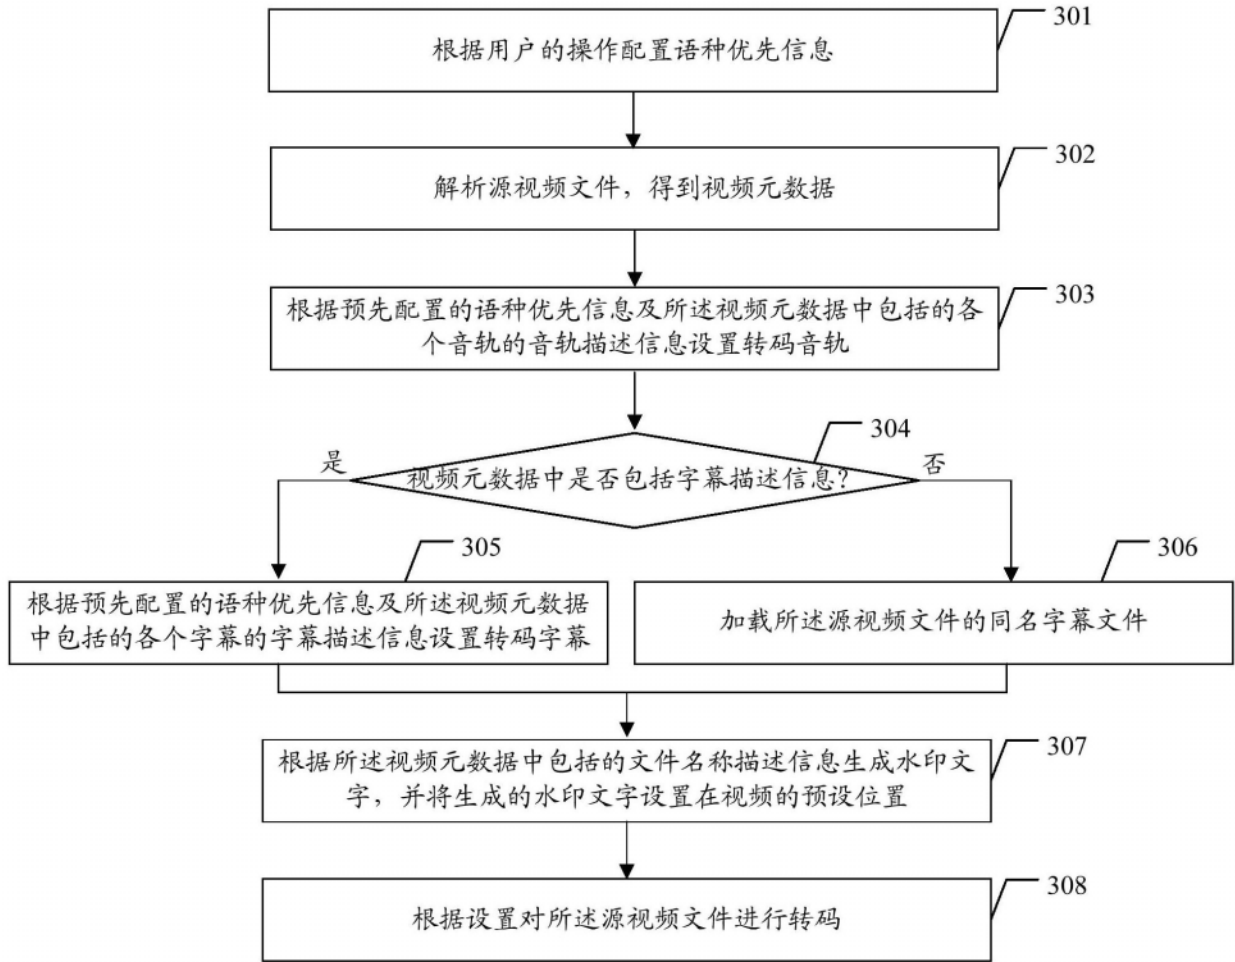 301
根据用户的操作配置语种优先信息
302
解析源视频文件，得到视频元数据
303
根据预先配置的语种优先信息及所述视频元数据中包括的各
个音轨的音轨描述信息设置转码音轨
304
是
视频元数据中是否包括字幕描述信息?
否
305
306
根据预先配置的语种优先信息及所述视频元数据
中包括的各个字幕的字幕描述信息设置转码字幕
加载所述源视频文件的同名字幕文件
307
根据所述视频元数据中包括的文件名称描述信息生成水印文
字，并将生成的水印文字设置在视频的预设位置
308
根据设置对所述源视频文件进行转码